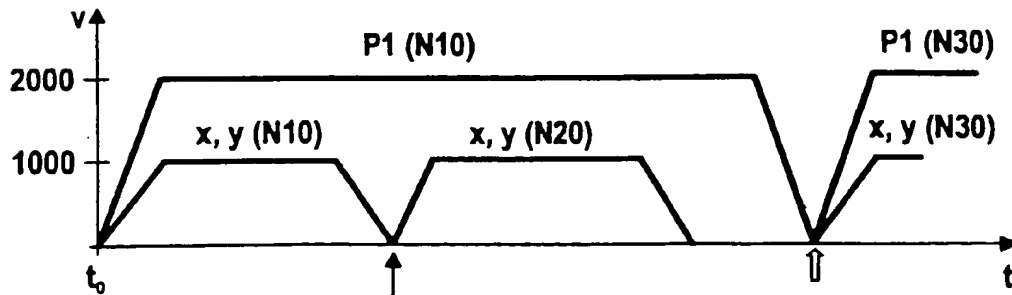 v
P1 (N10)
P1 (N30)
2000
x, y (N10)
x, y (N20)
x, y (N30)
1000
t₀
t